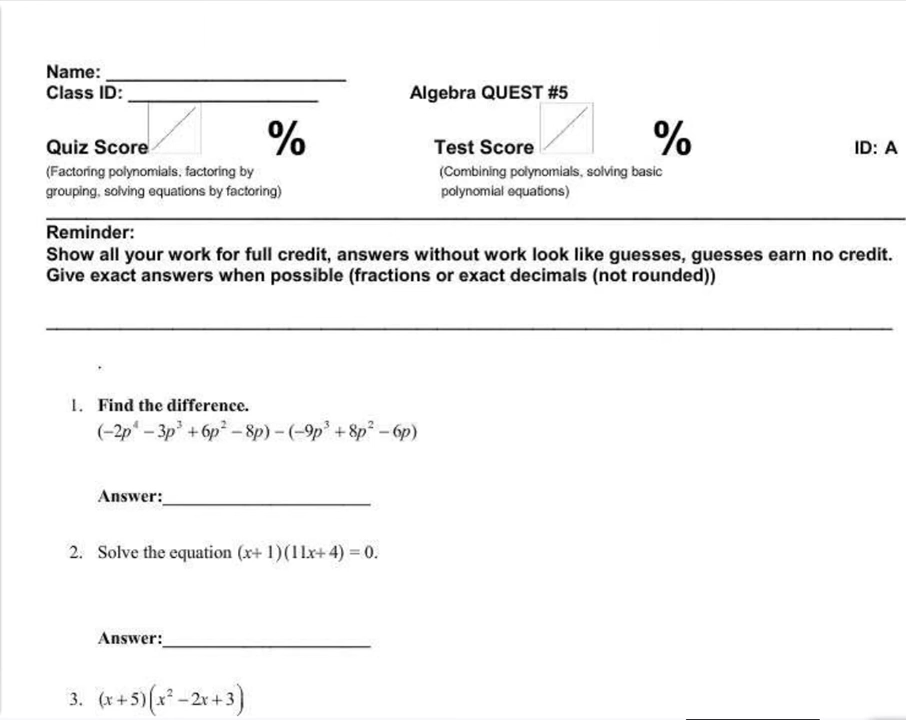 Name: ____________________
Class ID: ____________________ Algebra QUEST #5
Quiz Score % Test Score % ID: A
(Factoring polynomials, factoring by (Combining polynomials, solving basic
grouping, solving equations by factoring) polynomial equations)
Reminder:
Show all your work for full credit, answers without work look like guesses, guesses earn no credit.
Give exact answers when possible (fractions or exact decimals (not rounded))
1. Find the difference.
(−2p⁴ − 3p³ + 6p² − 8p) − (−9p³ + 8p² − 6p)
Answer:____________________
2. Solve the equation (x+ 1)(11x+ 4) = 0.
Answer:____________________
3. (x + 5)(x² − 2x + 3)